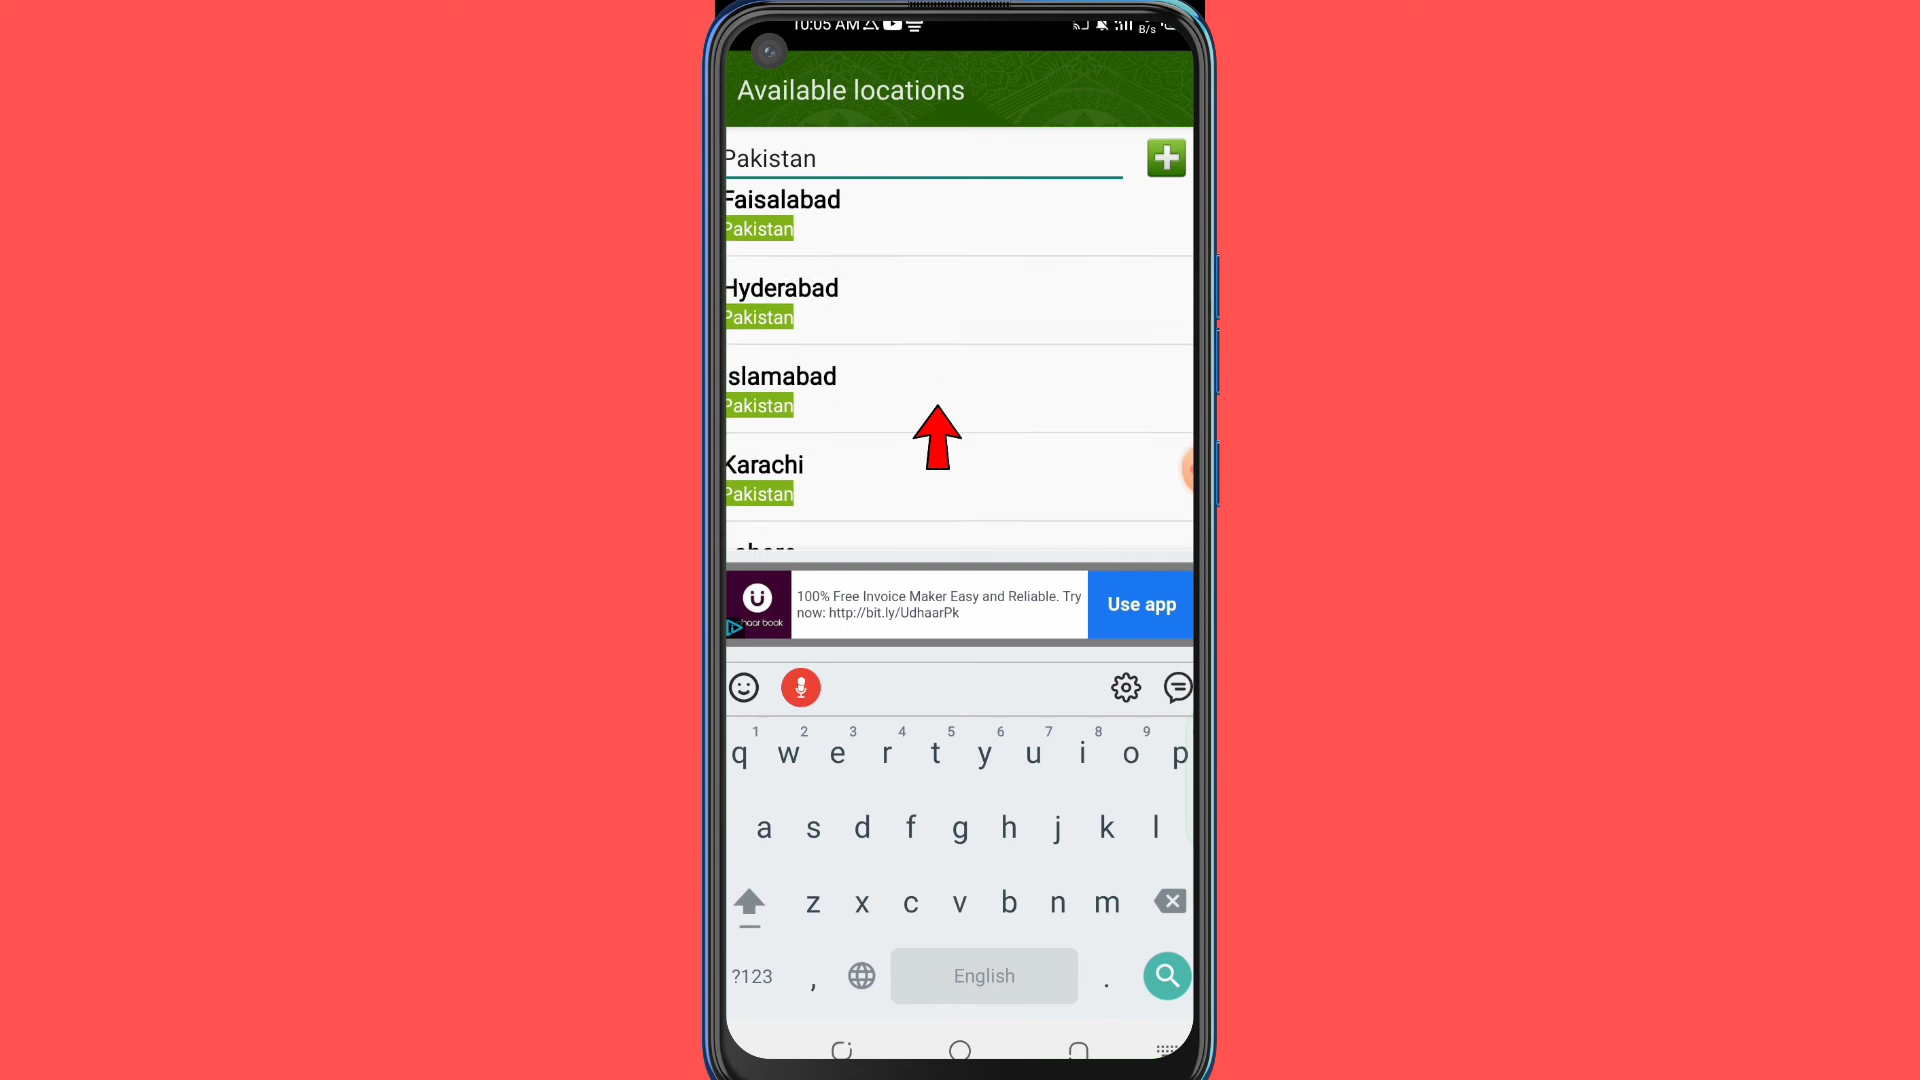 10:05 AM
B/s
Available locations
Pakistan
Faisalabad
Pakistan
Hyderabad
Pakistan
slamabad
Pakistan
Karachi
Pakistan
100% Free Invoice Maker Easy and Reliable. Try
now: http://bit.ly/UdhaarPk
Use app
haar book
1 2 3 4 5 6 7 8 9
q w e r t y u i o p
a s d f g h j k l
z x c v b n m
?123 , English .